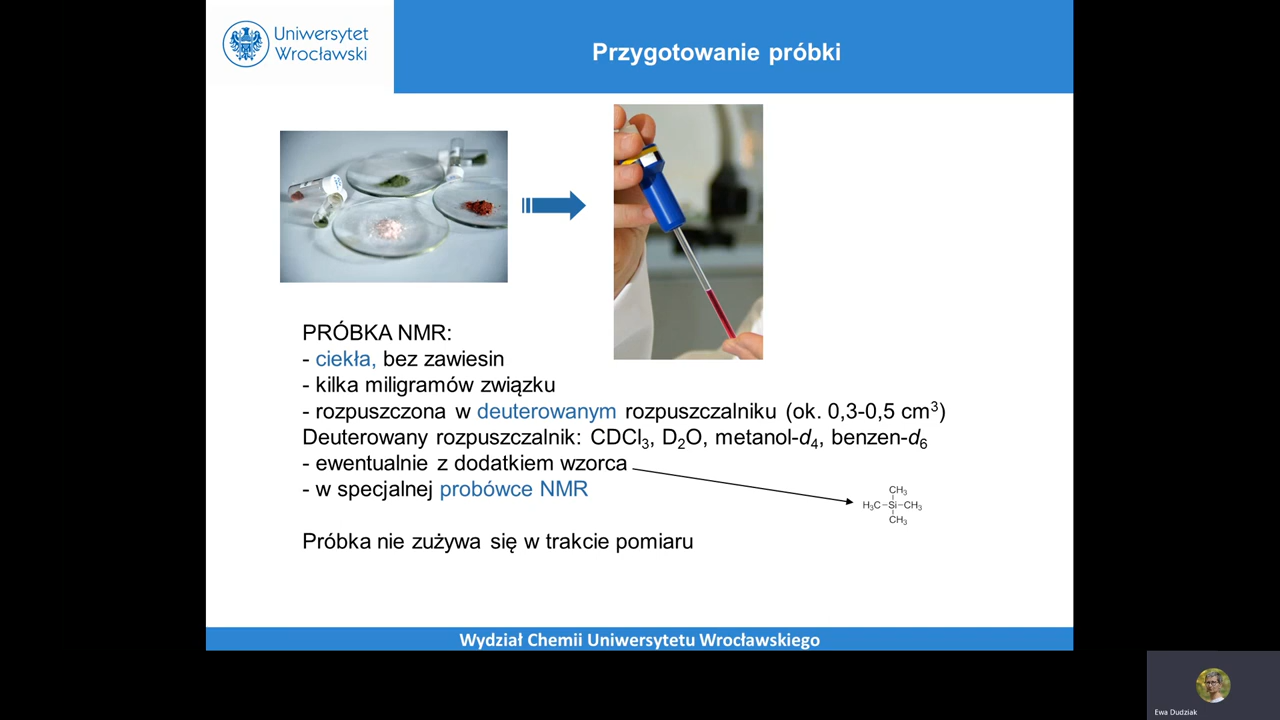 Uniwersytet
Wrocławski
Przygotowanie próbki
PRÓBKA NMR:
- ciekła, bez zawiesin
- kilka miligramów związku
- rozpuszczona w deuterowanym rozpuszczalniku (ok. 0,3-0,5 cm³)
Deuterowany rozpuszczalnik: CDCl₃, D₂O, metanol-d₄, benzen-d₆
- ewentualnie z dodatkiem wzorca
- w specjalnej probówce NMR
CH₃
H₃C-Si-CH₃
CH₃
Próbka nie zużywa się w trakcie pomiaru
Wydział Chemii Uniwersytetu Wrocławskiego
Ewa Dudziak